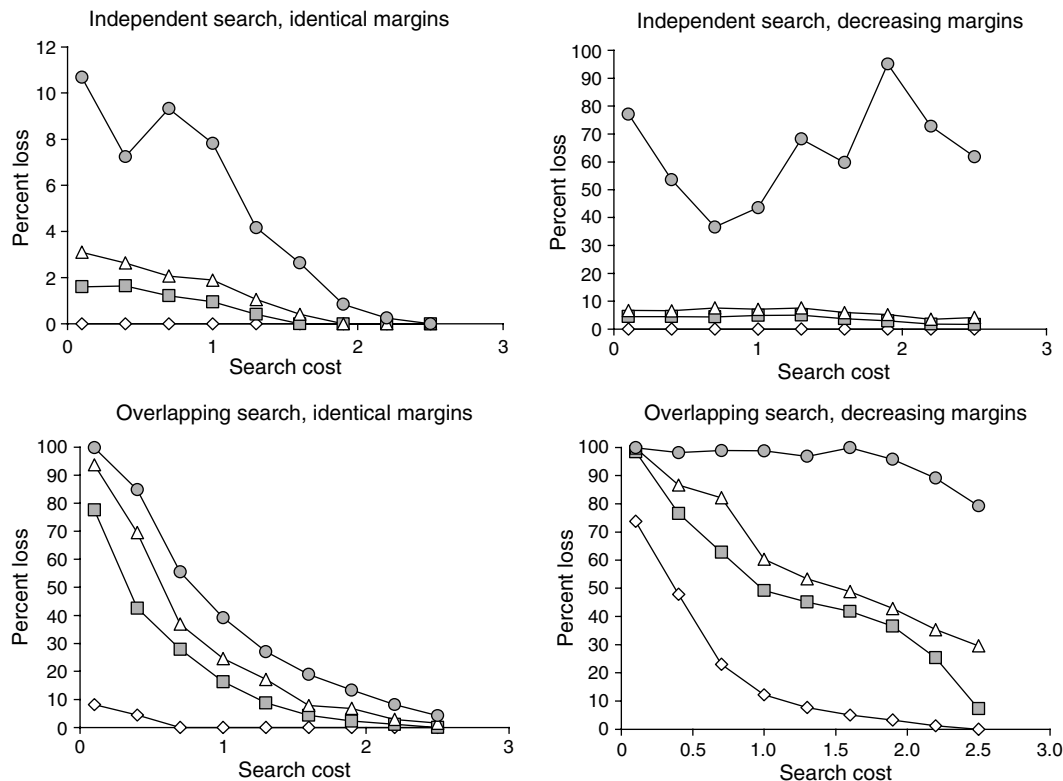 Independent search, identical margins
12
10
8
6
4
2
0
Percent loss
0 1 2 3
Search cost
Independent search, decreasing margins
100
90
80
70
60
50
40
30
20
10
0
Percent loss
0 1 2 3
Search cost
Overlapping search, identical margins
100
90
80
70
60
50
40
30
20
10
0
Percent loss
0 1 2 3
Search cost
Overlapping search, decreasing margins
100
90
80
70
60
50
40
30
20
10
0
Percent loss
0.0 0.5 1.0 1.5 2.0 2.5 3.0
Search cost